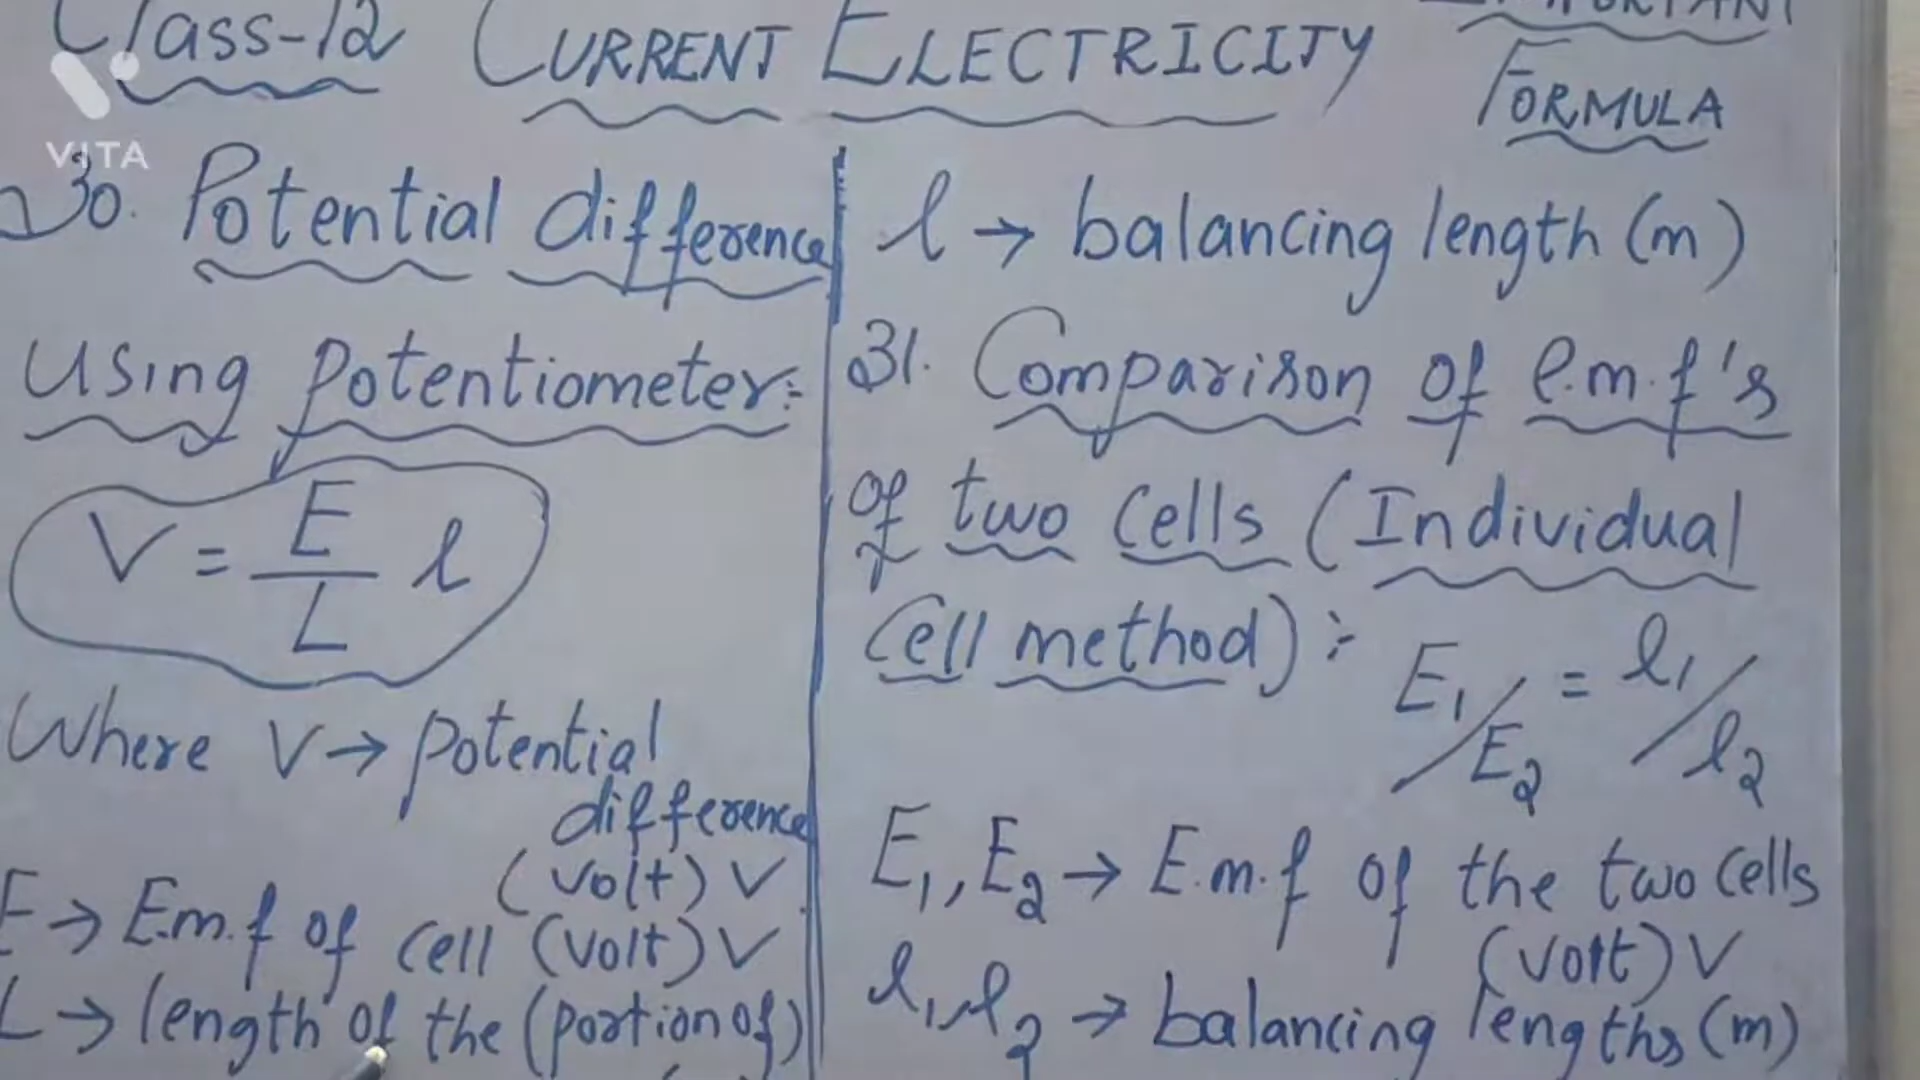 Class-12 CURRENT ELECTRICITY IMPORTANT
FORMULA
VITA
30. Potential difference
Using potentiometer:-
V = E/L l
Where V → potential
difference
(volt) V
E → E.m.f of cell (volt) V
L → length of the (portion of)
l → balancing length (m)
31. Comparison of e.m.f's
of two cells (Individual
Cell method) :- E1/E2 = l1/l2
E1, E2 → E.m.f of the two cells
(volt) V
l1, l2 → balancing lengths (m)